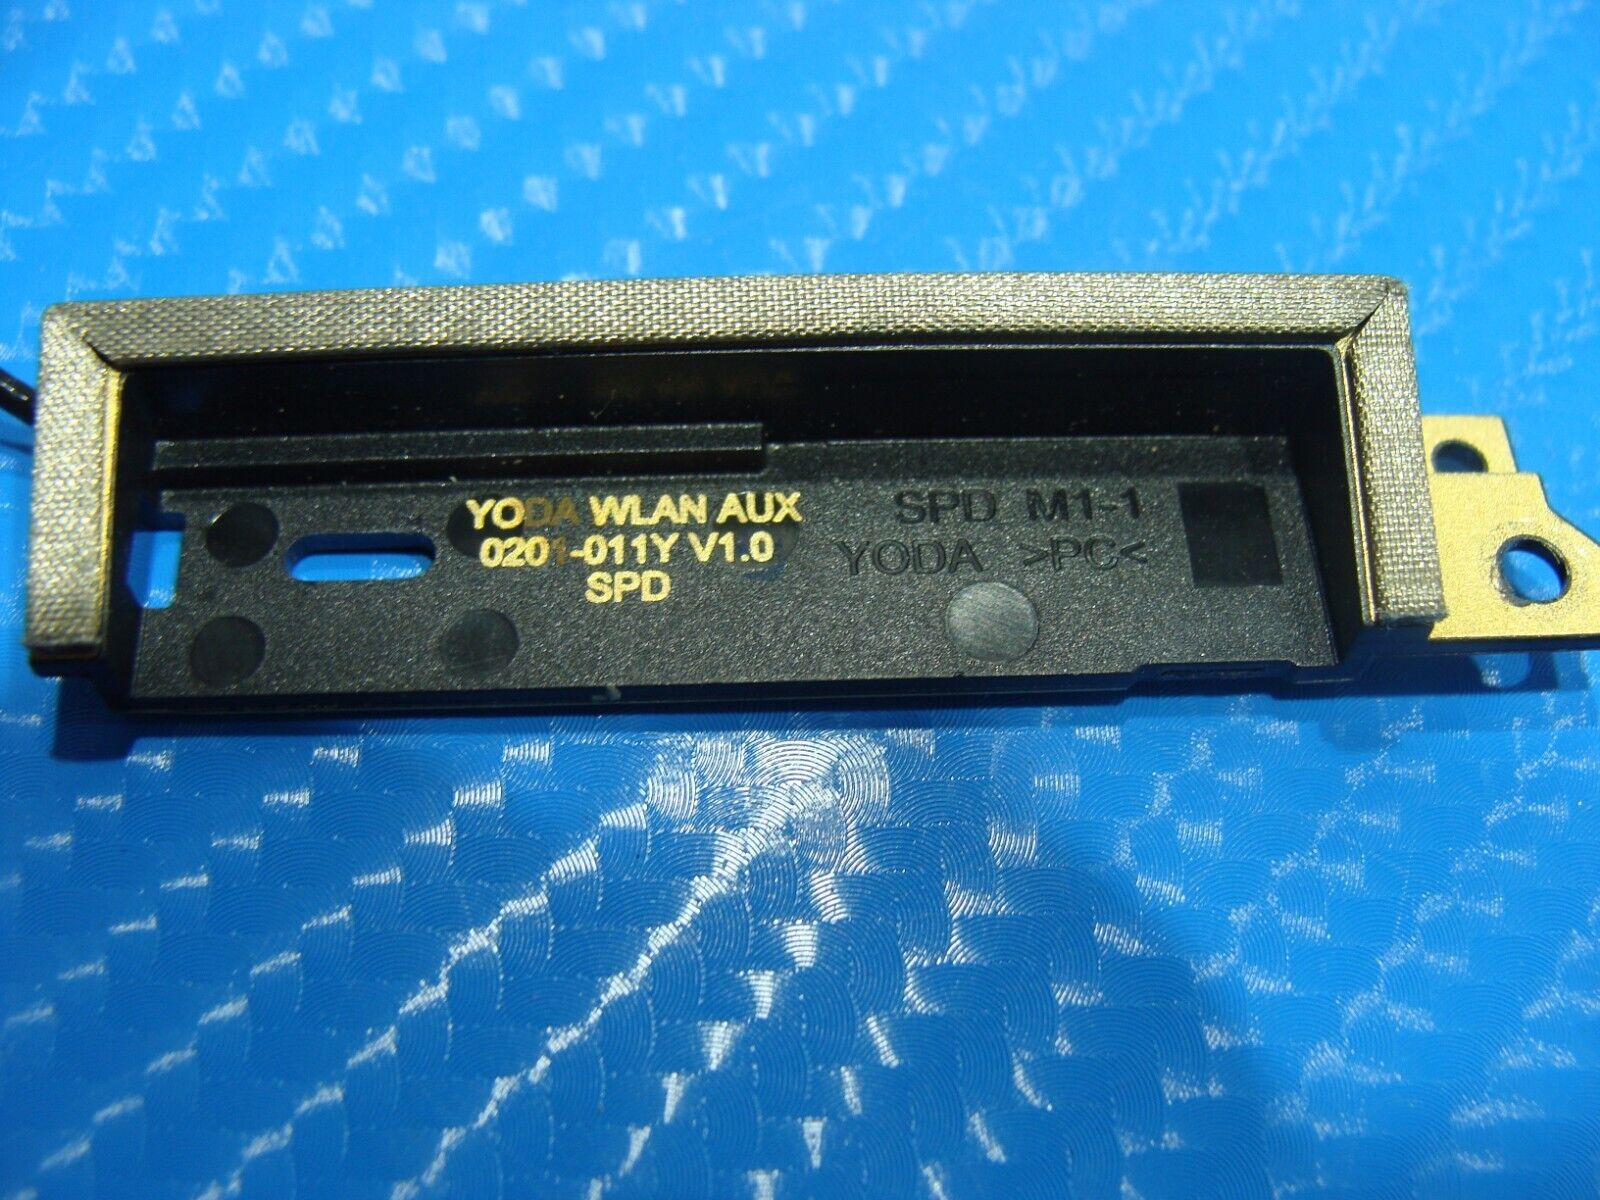 YODA WLAN AUX
0201-011Y V1.0
SPD
SPD M1-1
YODA >PC<